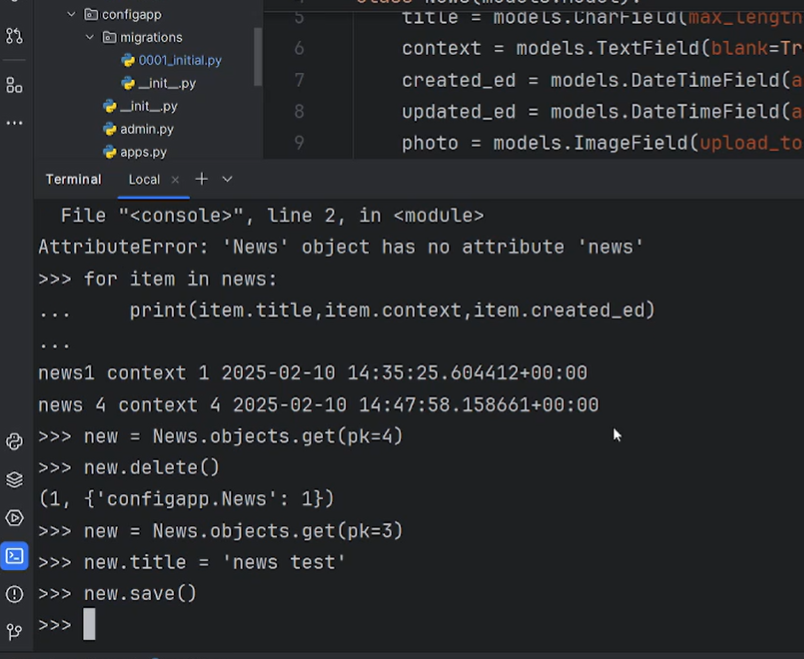 configapp
migrations
0001_initial.py
__init__.py
__init__.py
admin.py
apps.py
5 title = models.CharField(max_length
6 context = models.TextField(blank=Tr
7 created_ed = models.DateTimeField(a
8 updated_ed = models.DateTimeField(a
9 photo = models.ImageField(upload_to
Terminal Local
File "<console>", line 2, in <module>
AttributeError: 'News' object has no attribute 'news'
>>> for item in news:
... print(item.title,item.context,item.created_ed)
...
news1 context 1 2025-02-10 14:35:25.604412+00:00
news 4 context 4 2025-02-10 14:47:58.158661+00:00
>>> new = News.objects.get(pk=4)
>>> new.delete()
(1, {'configapp.News': 1})
>>> new = News.objects.get(pk=3)
>>> new.title = 'news test'
>>> new.save()
>>>